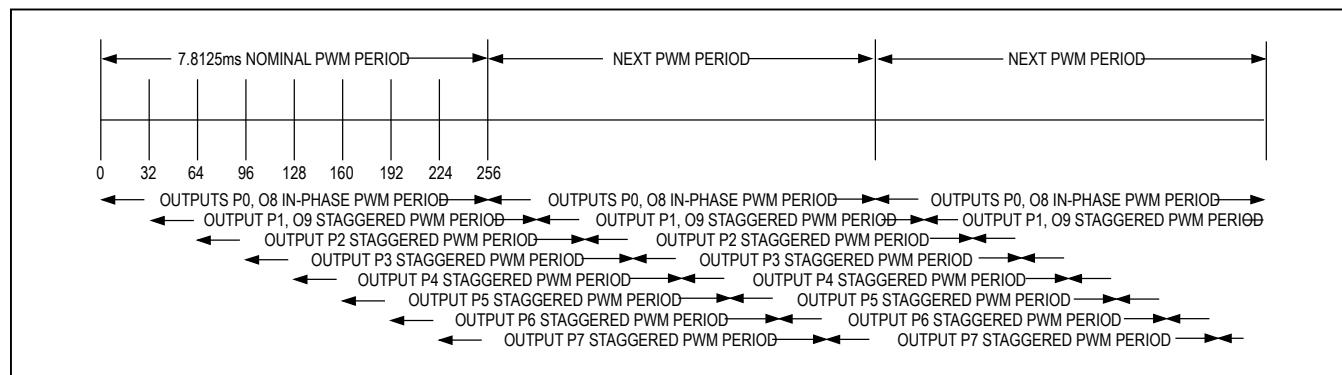 7.8125ms NOMINAL PWM PERIOD NEXT PWM PERIOD NEXT PWM PERIOD
0 32 64 96 128 160 192 224 256
OUTPUTS P0, O8 IN-PHASE PWM PERIOD OUTPUTS P0, O8 IN-PHASE PWM PERIOD OUTPUTS P0, O8 IN-PHASE PWM PERIOD
OUTPUT P1, O9 STAGGERED PWM PERIOD OUTPUT P1, O9 STAGGERED PWM PERIOD OUTPUT P1, O9 STAGGERED PWM PERIOD
OUTPUT P2 STAGGERED PWM PERIOD OUTPUT P2 STAGGERED PWM PERIOD
OUTPUT P3 STAGGERED PWM PERIOD OUTPUT P3 STAGGERED PWM PERIOD
OUTPUT P4 STAGGERED PWM PERIOD OUTPUT P4 STAGGERED PWM PERIOD
OUTPUT P5 STAGGERED PWM PERIOD OUTPUT P5 STAGGERED PWM PERIOD
OUTPUT P6 STAGGERED PWM PERIOD OUTPUT P6 STAGGERED PWM PERIOD
OUTPUT P7 STAGGERED PWM PERIOD OUTPUT P7 STAGGERED PWM PERIOD